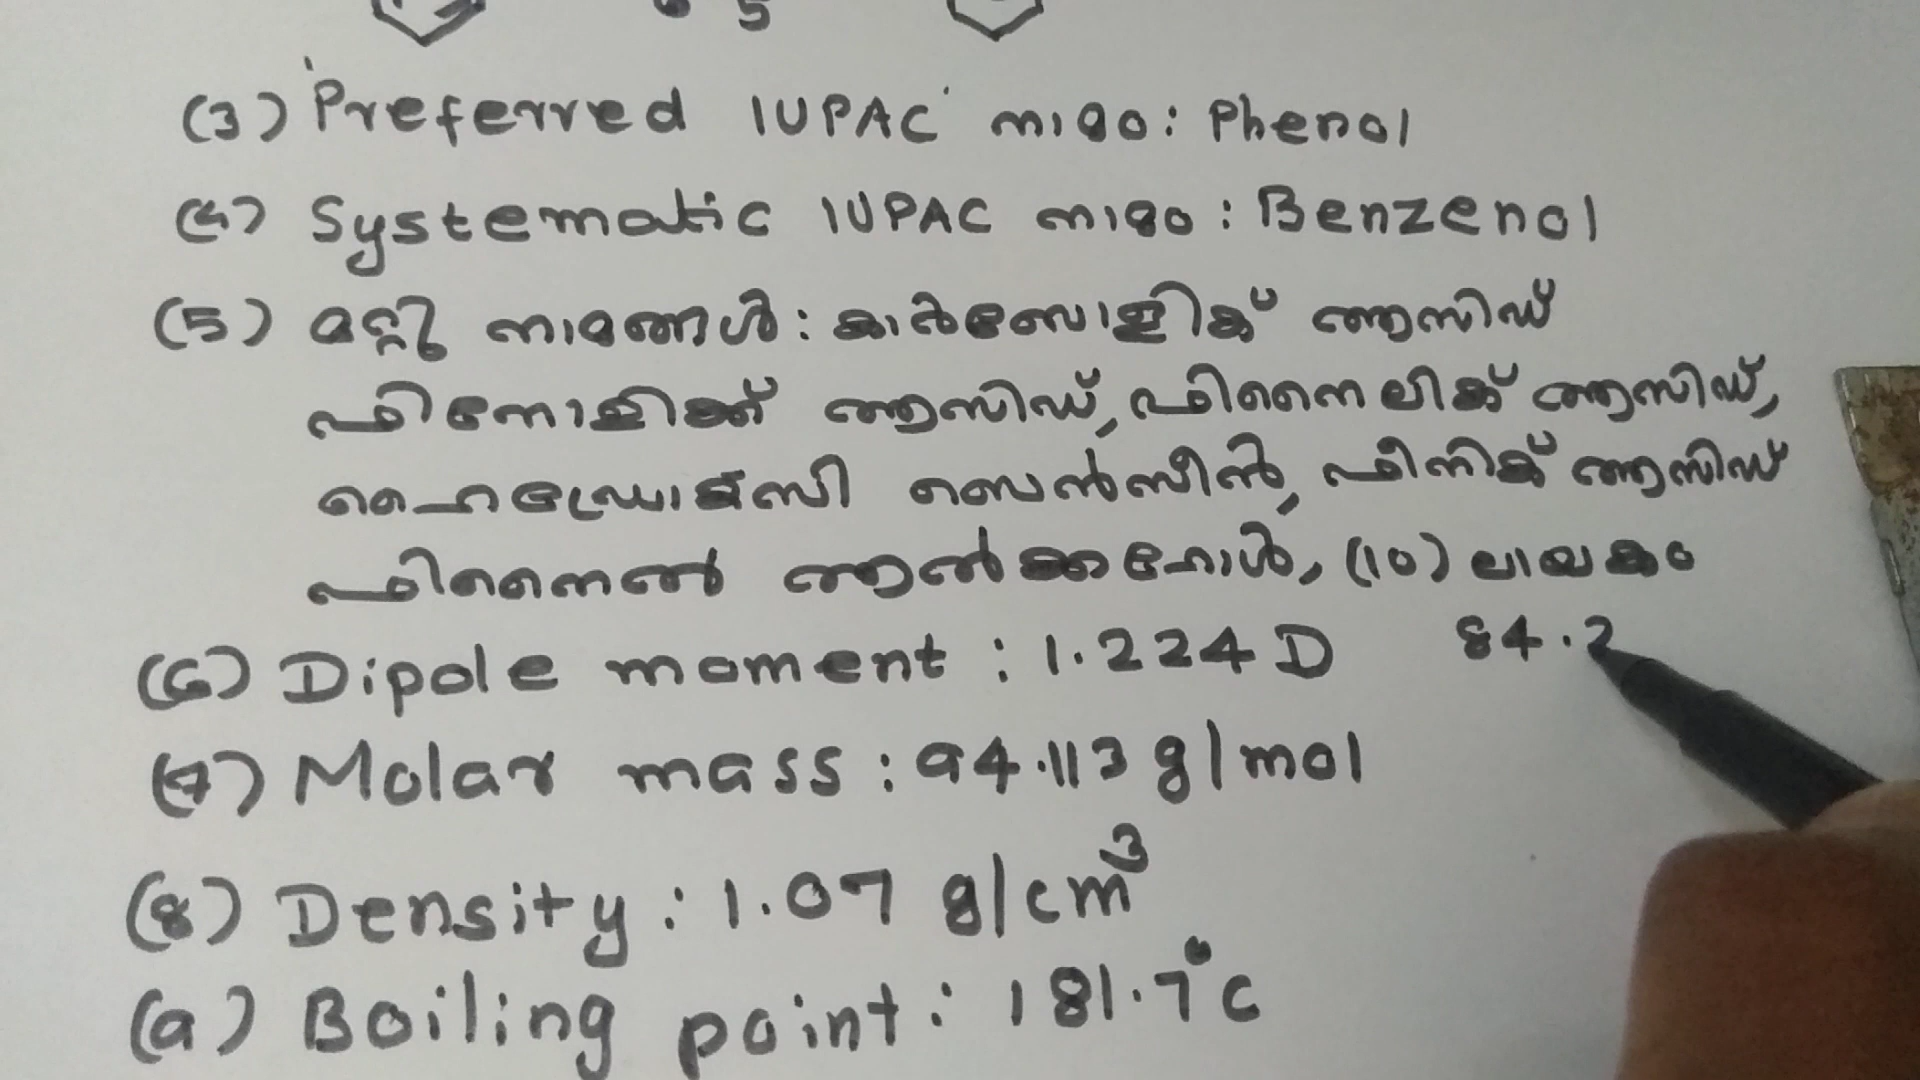 (3) Preferred IUPAC നാമം: Phenol
(4) Systematic IUPAC നാമം: Benzenol
(5) മറ്റു നാമങ്ങൾ: കാർബോളിക് ആസിഡ്
ഫിനോളിക്ക് ആസിഡ്, ഫിനൈലിക് ആസിഡ്,
ഹൈഡ്രോക്സി ബെൻസീൻ, ഫിനിക് ആസിഡ്
ഫിനൈൽ ആൽക്കഹോൾ, (10) ലായകം
(6) Dipole moment : 1.224 D 84.2
(7) Molar mass : 94.113 g/mol
(8) Density : 1.07 g/cm³
(9) Boiling point : 181.7°C